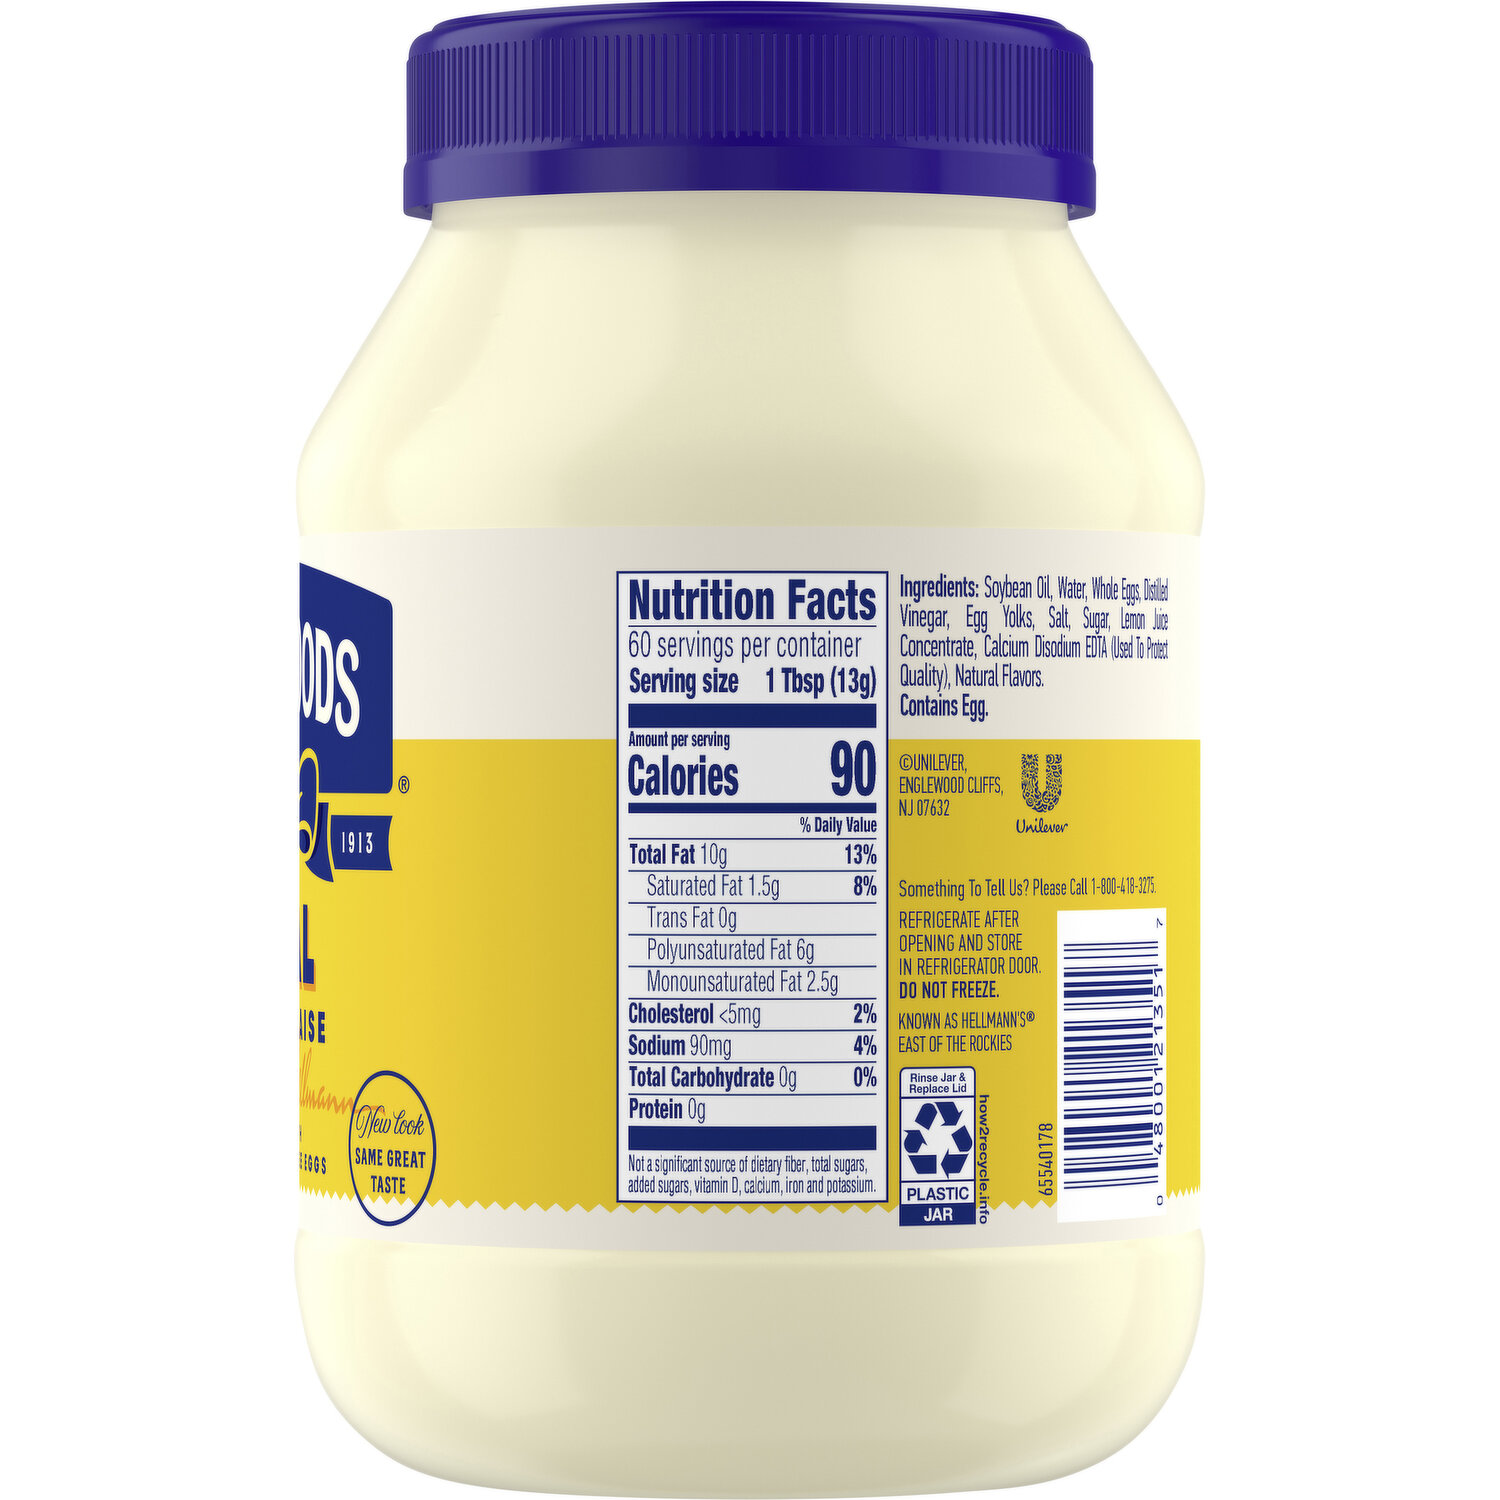 ODS
®
1913
L
AISE
New look
SAME GREAT
TASTE
EGGS
Nutrition Facts
60 servings per container
Serving size 1 Tbsp (13g)
Amount per serving
Calories 90
% Daily Value
Total Fat 10g 13%
Saturated Fat 1.5g 8%
Trans Fat 0g
Polyunsaturated Fat 6g
Monounsaturated Fat 2.5g
Cholesterol <5mg 2%
Sodium 90mg 4%
Total Carbohydrate 0g 0%
Protein 0g
Not a significant source of dietary fiber, total sugars,
added sugars, vitamin D, calcium, iron and potassium.
Ingredients: Soybean Oil, Water, Whole Eggs, Distilled
Vinegar, Egg Yolks, Salt, Sugar, Lemon Juice
Concentrate, Calcium Disodium EDTA (Used To Protect
Quality), Natural Flavors.
Contains Egg.
©UNILEVER,
ENGLEWOOD CLIFFS,
NJ 07632
Unilever
Something To Tell Us? Please Call 1-800-418-3275.
REFRIGERATE AFTER
OPENING AND STORE
IN REFRIGERATOR DOOR.
DO NOT FREEZE.
KNOWN AS HELLMANN'S®
EAST OF THE ROCKIES
Rinse Jar &
Replace Lid
PLASTIC
JAR
how2recycle.info
65540178
0 48001 21351 7